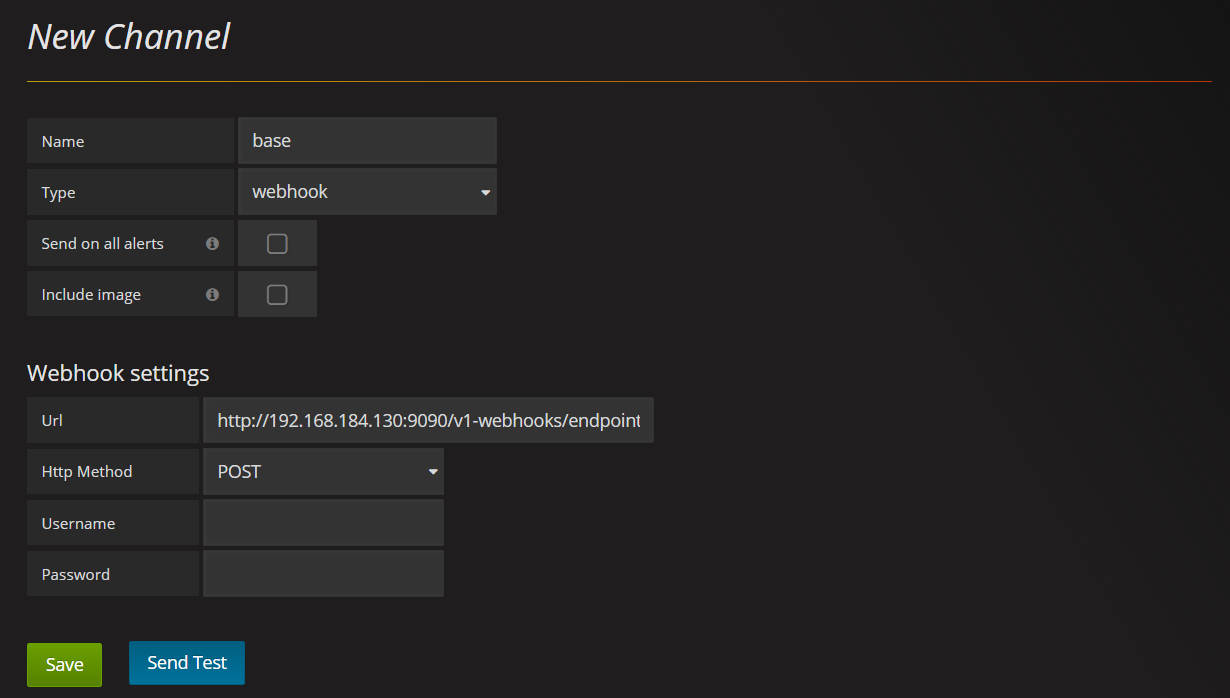 New Channel
Name base
Type webhook
Send on all alerts
Include image
Webhook settings
Url http://192.168.184.130:9090/v1-webhooks/endpoint
Http Method POST
Username
Password
Save Send Test